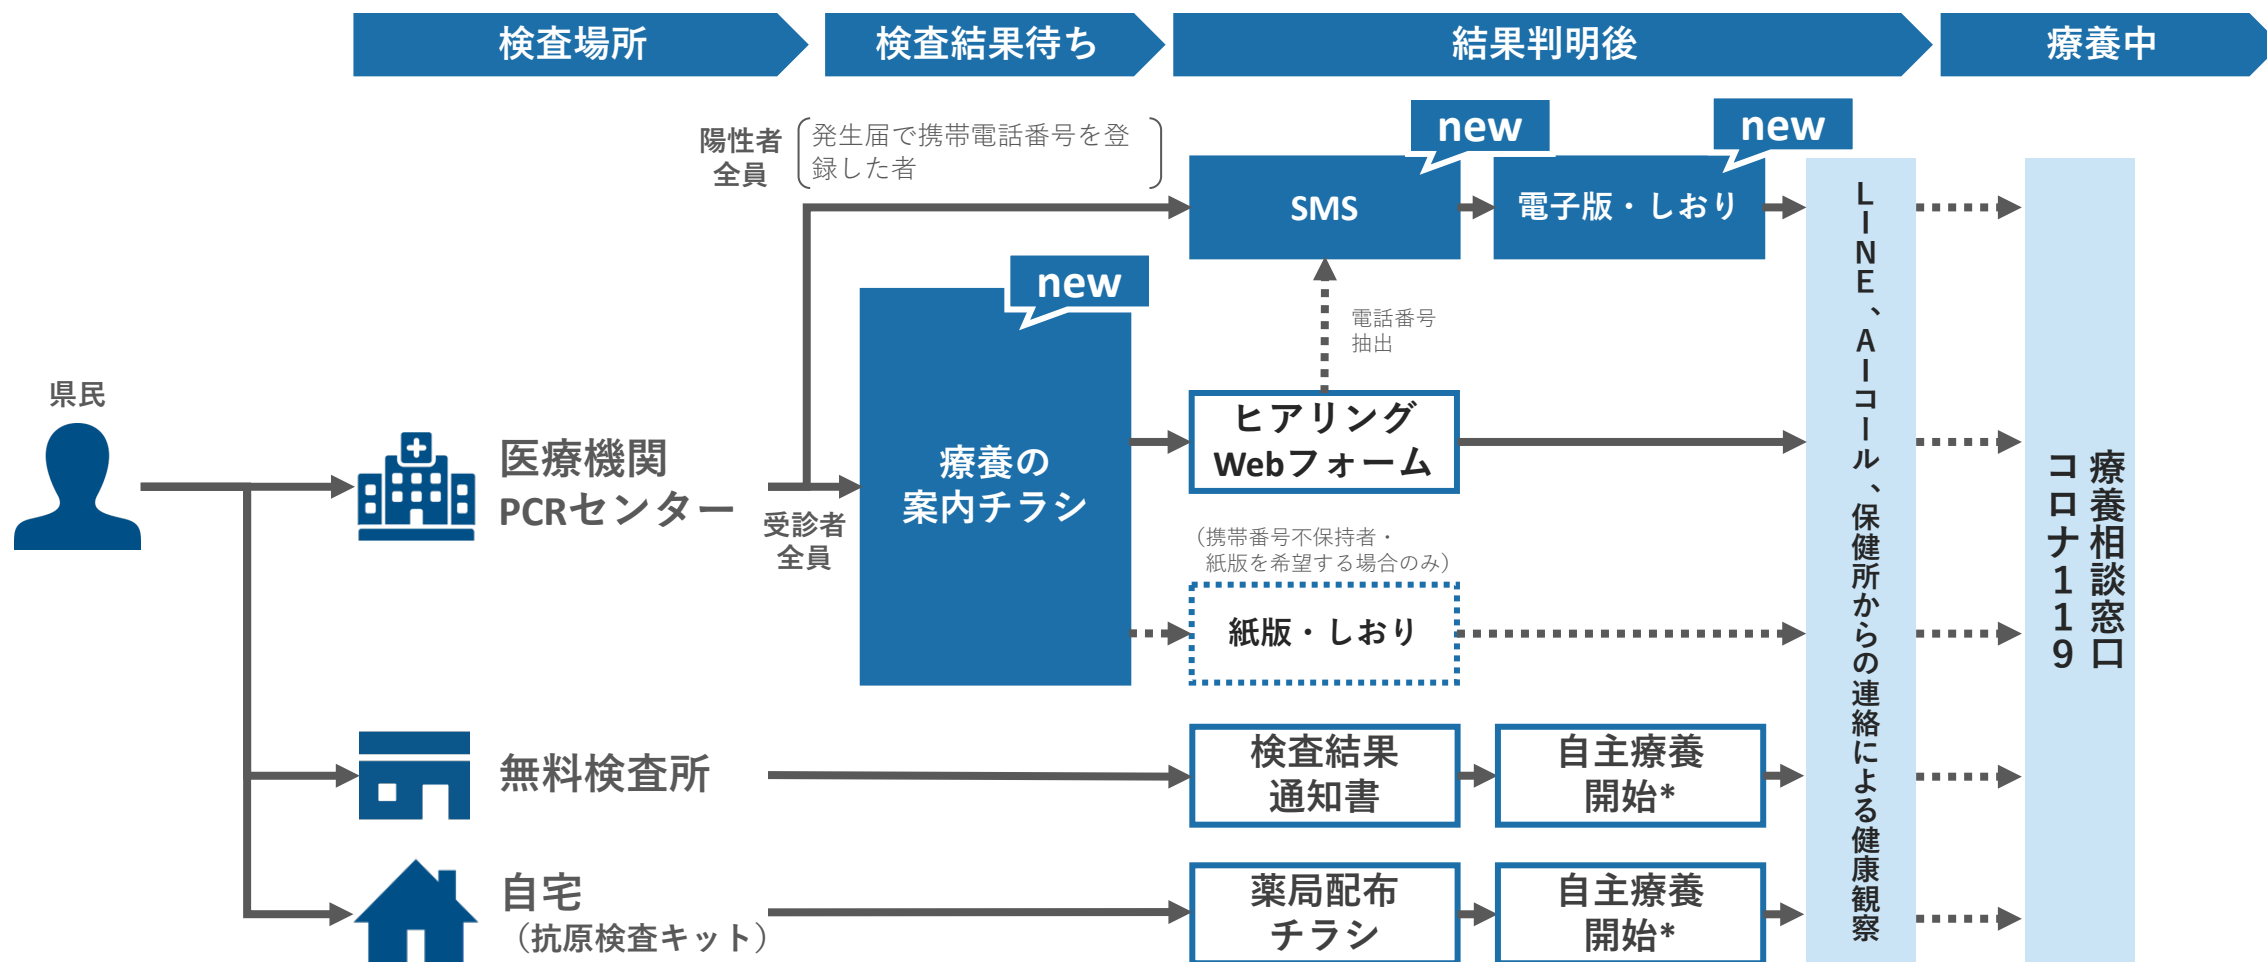 検査場所
検査結果待ち
結果判明後
療養中
陽性者
全員
発生届で携帯電話番号を登
録した者
new
SMS
new
電子版・しおり
new
療養の
案内チラシ
電話番号
抽出
県民
医療機関
PCRセンター
受診者
全員
ヒアリング
Webフォーム
（携帯番号不保持者・
紙版を希望する場合のみ）
紙版・しおり
無料検査所
検査結果
通知書
自主療養
開始*
自宅
（抗原検査キット）
薬局配布
チラシ
自主療養
開始*
LINE、AIコール、保健所からの連絡による健康観察
療養相談窓口
コロナ119